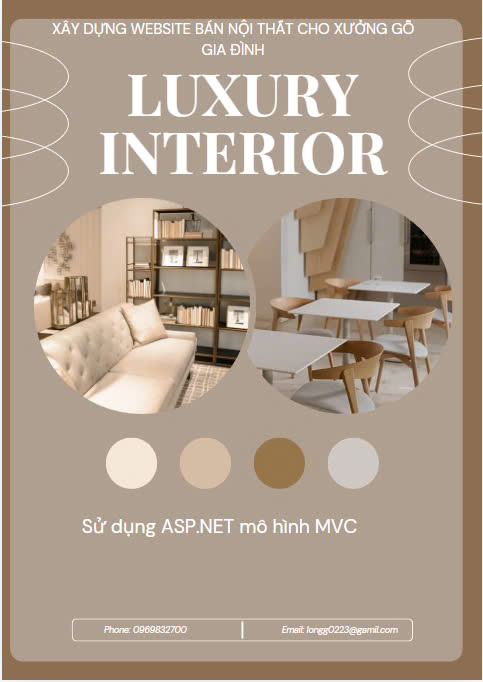 XÂY DỰNG WEBSITE BÁN NỘI THẤT CHO XƯỞNG GỖ
GIA ĐÌNH
LUXURY
INTERIOR
Sử dụng ASP.NET mô hình MVC
Phone: 0969832700
Email: longg0223@gamil.com